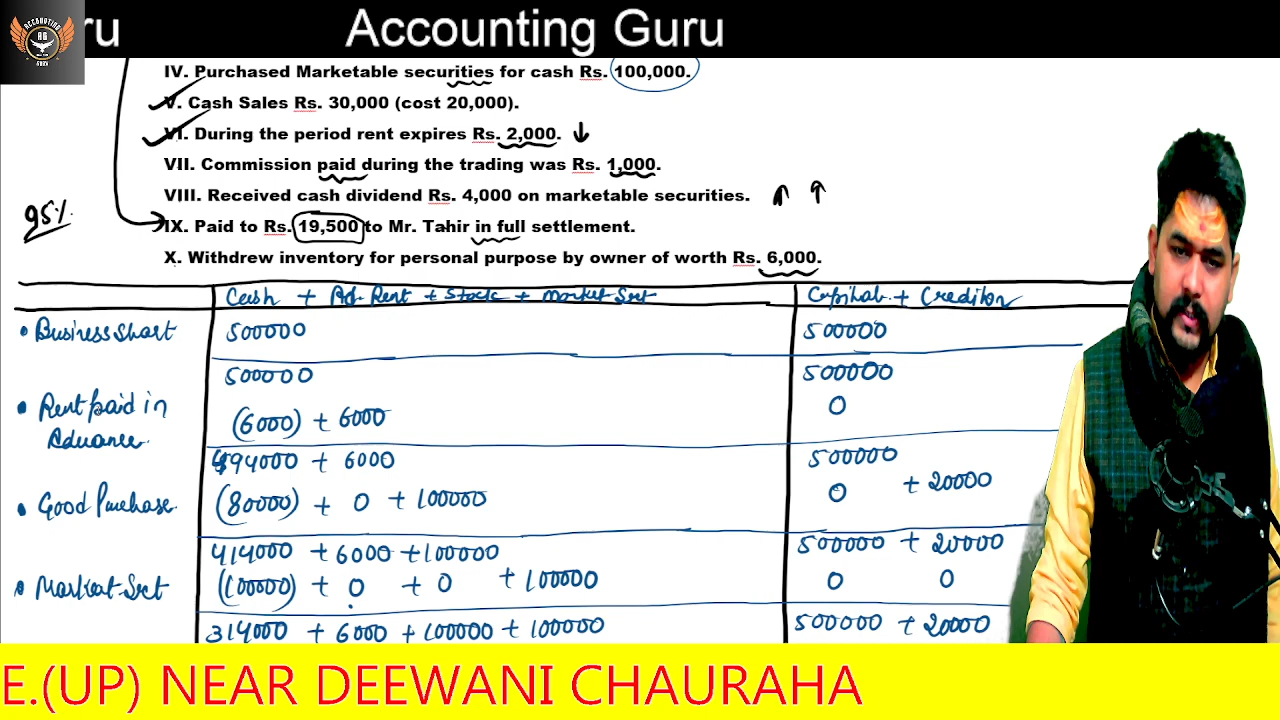 ru
Accounting Guru
ACCOUNTING
AG
GURU
IV. Purchased Marketable securities for cash Rs. 100,000.
V. Cash Sales Rs. 30,000 (cost 20,000).
VI. During the period rent expires Rs. 2,000.
VII. Commission paid during the trading was Rs. 1,000.
VIII. Received cash dividend Rs. 4,000 on marketable securities.
95%
IX. Paid to Rs. 19,500 to Mr. Tahir in full settlement.
X. Withdrew inventory for personal purpose by owner of worth Rs. 6,000.
Cash + Ad. Rent + Stock + Market Sect
Capital + Creditor
• Business Start 500000 500000
500000 500000
• Rent paid in Advance (6000) + 6000 0
494000 + 6000 500000
• Good Purchase (80000) + 0 + 100000 0 + 20000
414000 + 6000 + 100000 500000 + 20000
• Market Sect (100000) + 0 + 0 + 100000 0 0
314000 + 6000 + 100000 + 100000 500000 + 20000
E.(UP) NEAR DEEWANI CHAURAHA